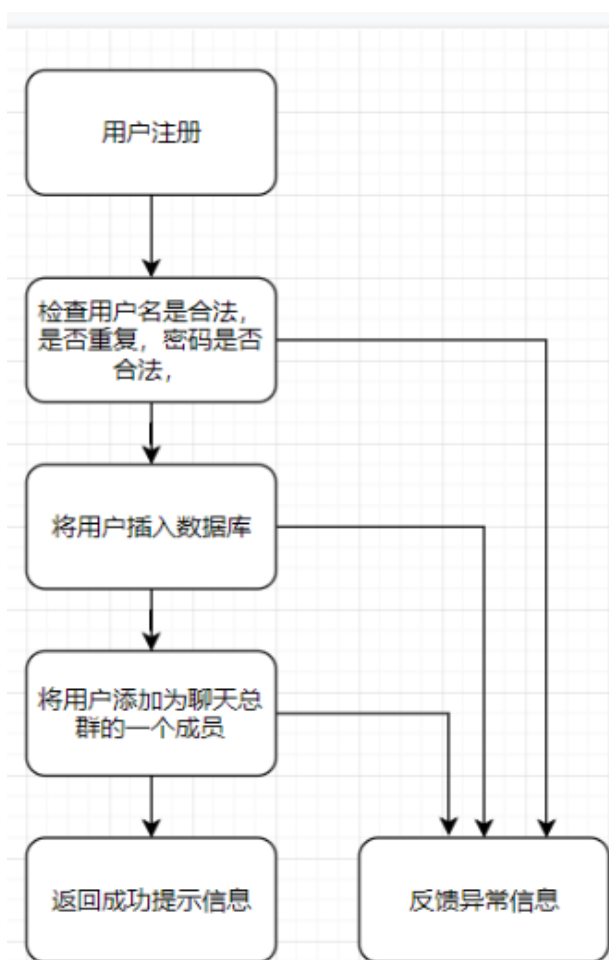 用户注册
检查用户名是合法，
是否重复，密码是否
合法，
将用户插入数据库
将用户添加为聊天总
群的一个成员
返回成功提示信息
反馈异常信息